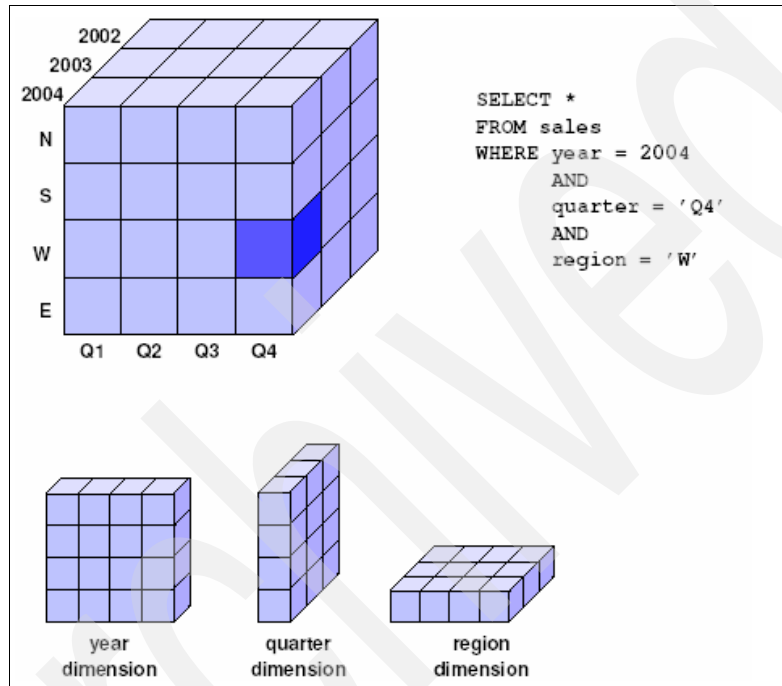 2002
2003
2004
N
S
W
E
Q1 Q2 Q3 Q4
SELECT *
FROM sales
WHERE year = 2004
AND
quarter = 'Q4'
AND
region = 'W'
year
dimension
quarter
dimension
region
dimension